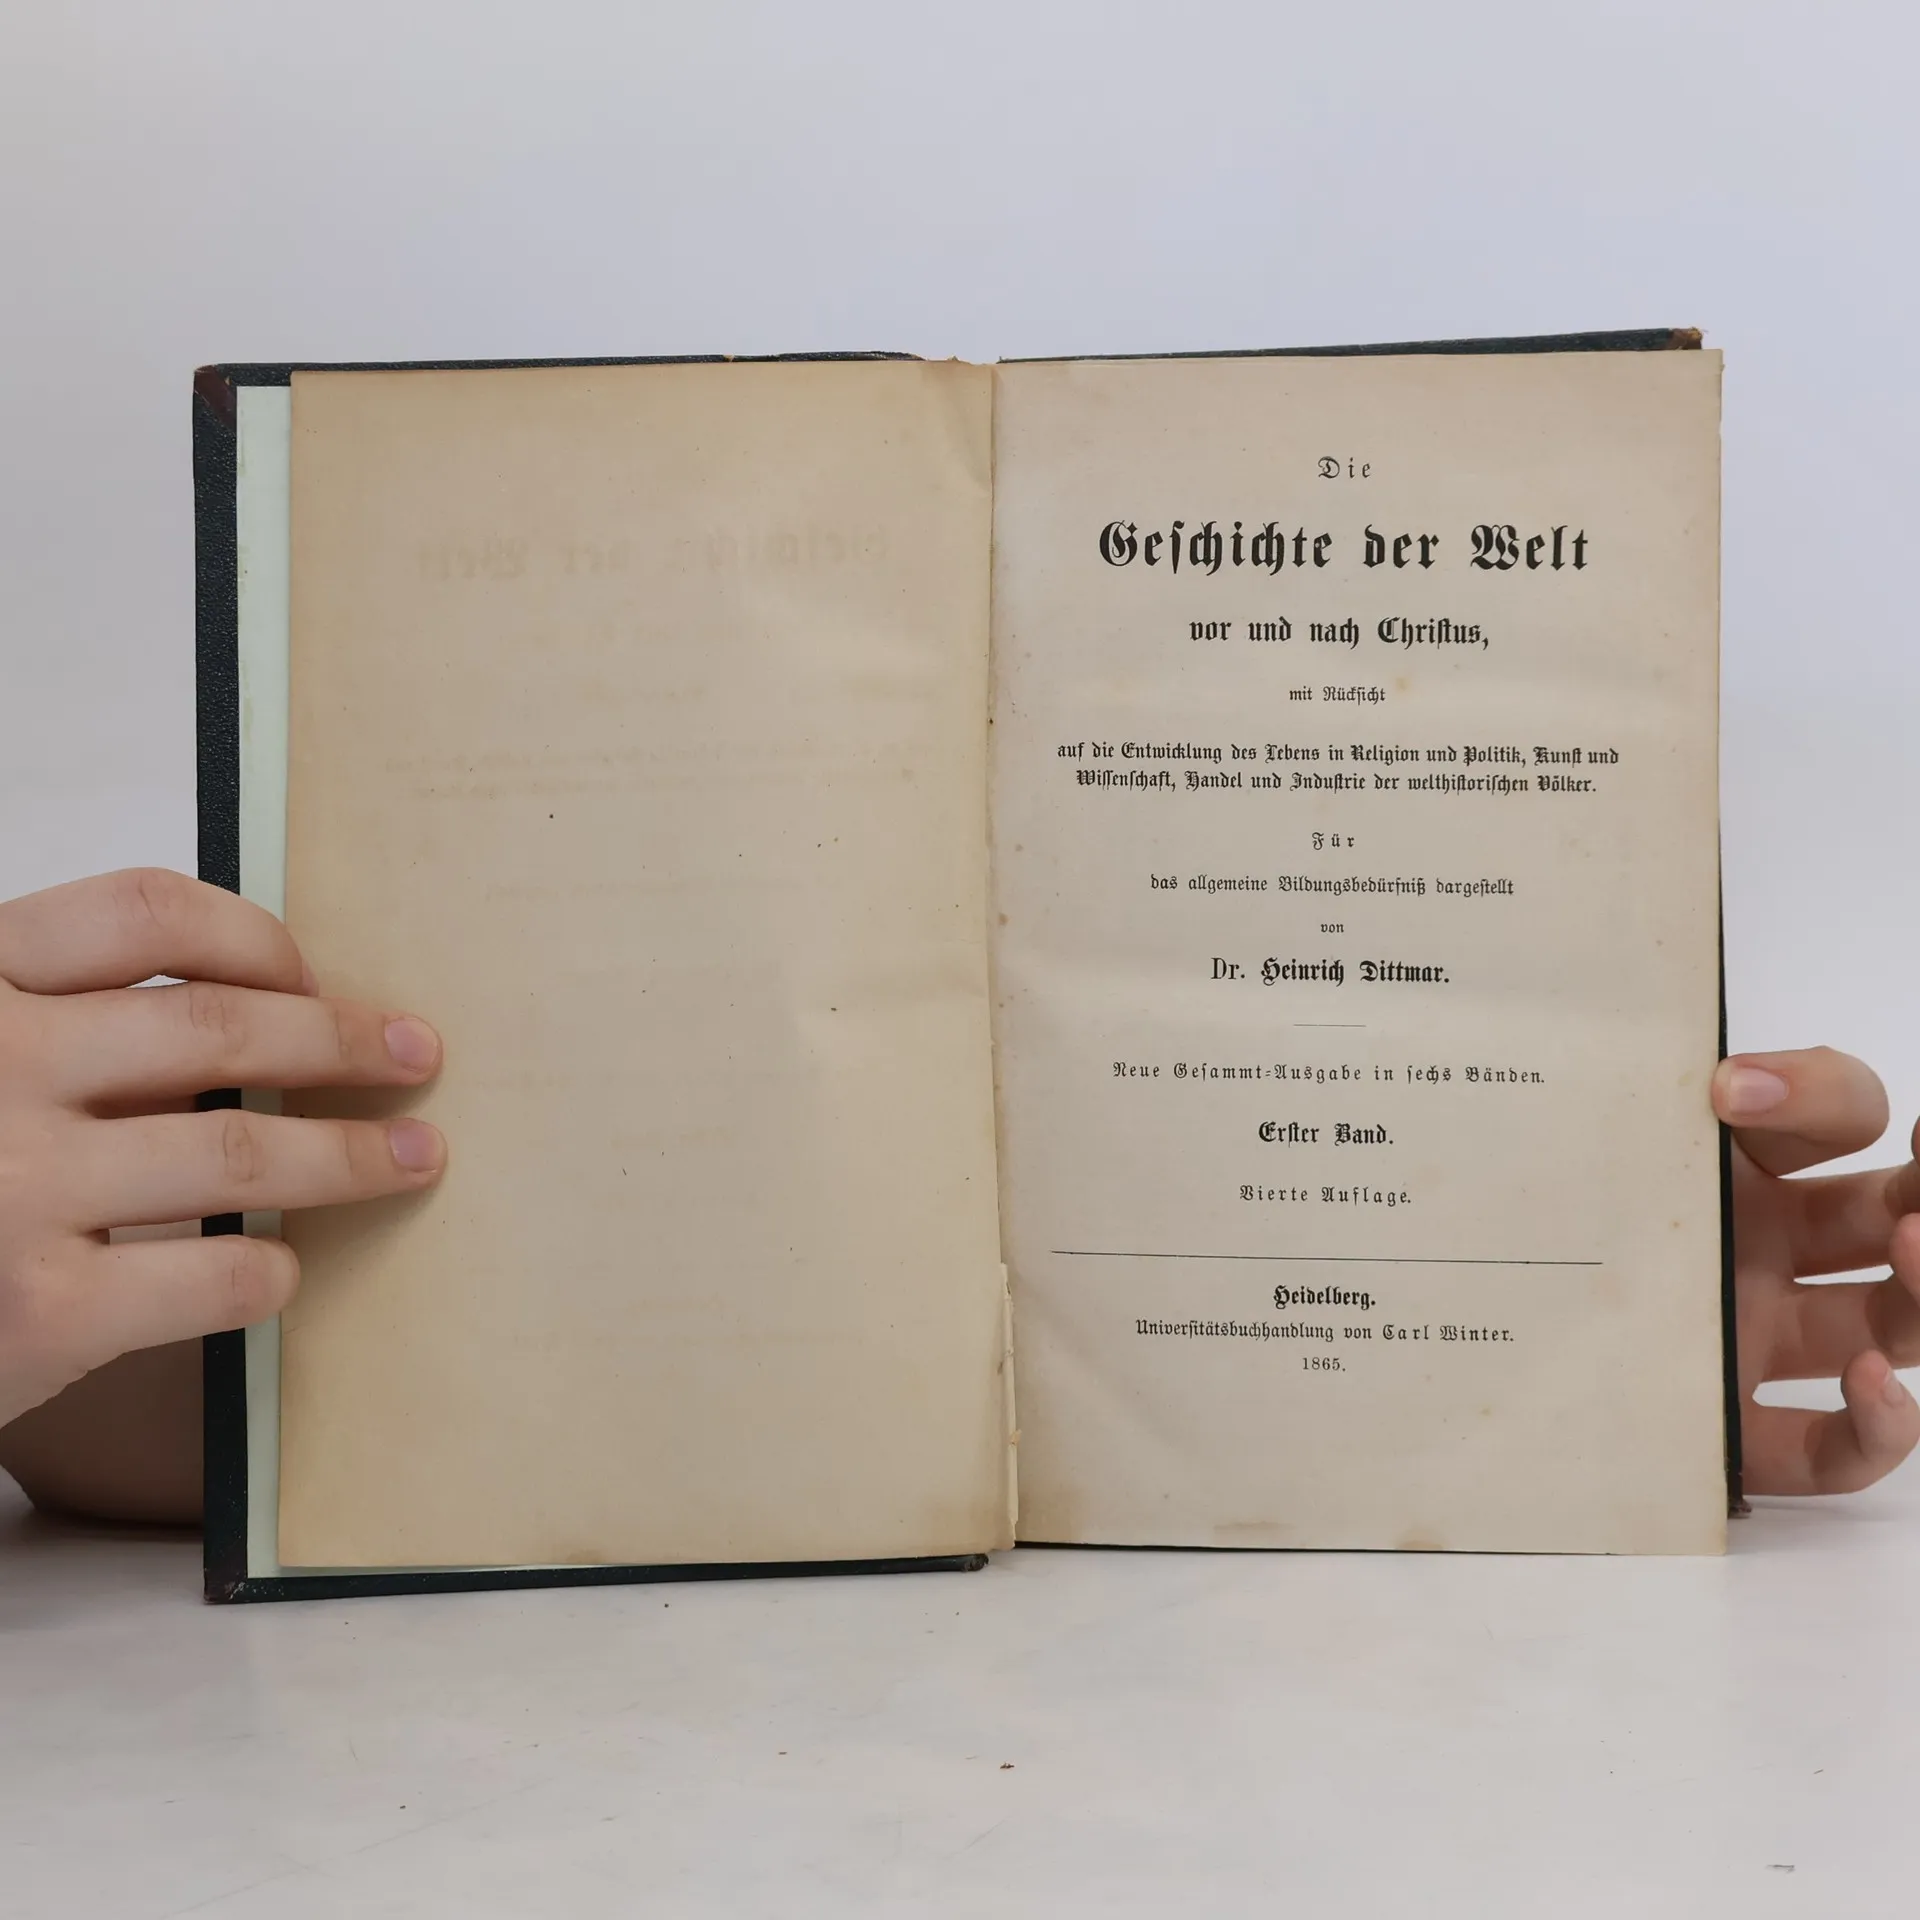 Die
Geſchichte der Welt
vor und nach Chriſtus,
mit Rückſicht
auf die Entwicklung des Lebens in Religion und Politik, Kunſt und
Wiſſenſchaft, Handel und Induſtrie der welthiſtoriſchen Völker.
Für
das allgemeine Bildungsbedürfniß dargeſtellt
von
Dr. Heinrich Dittmar.
Neue Geſammt-Ausgabe in ſechs Bänden.
Erſter Band.
Vierte Auflage.
Heidelberg.
Univerſitätsbuchhandlung von Carl Winter.
1865.